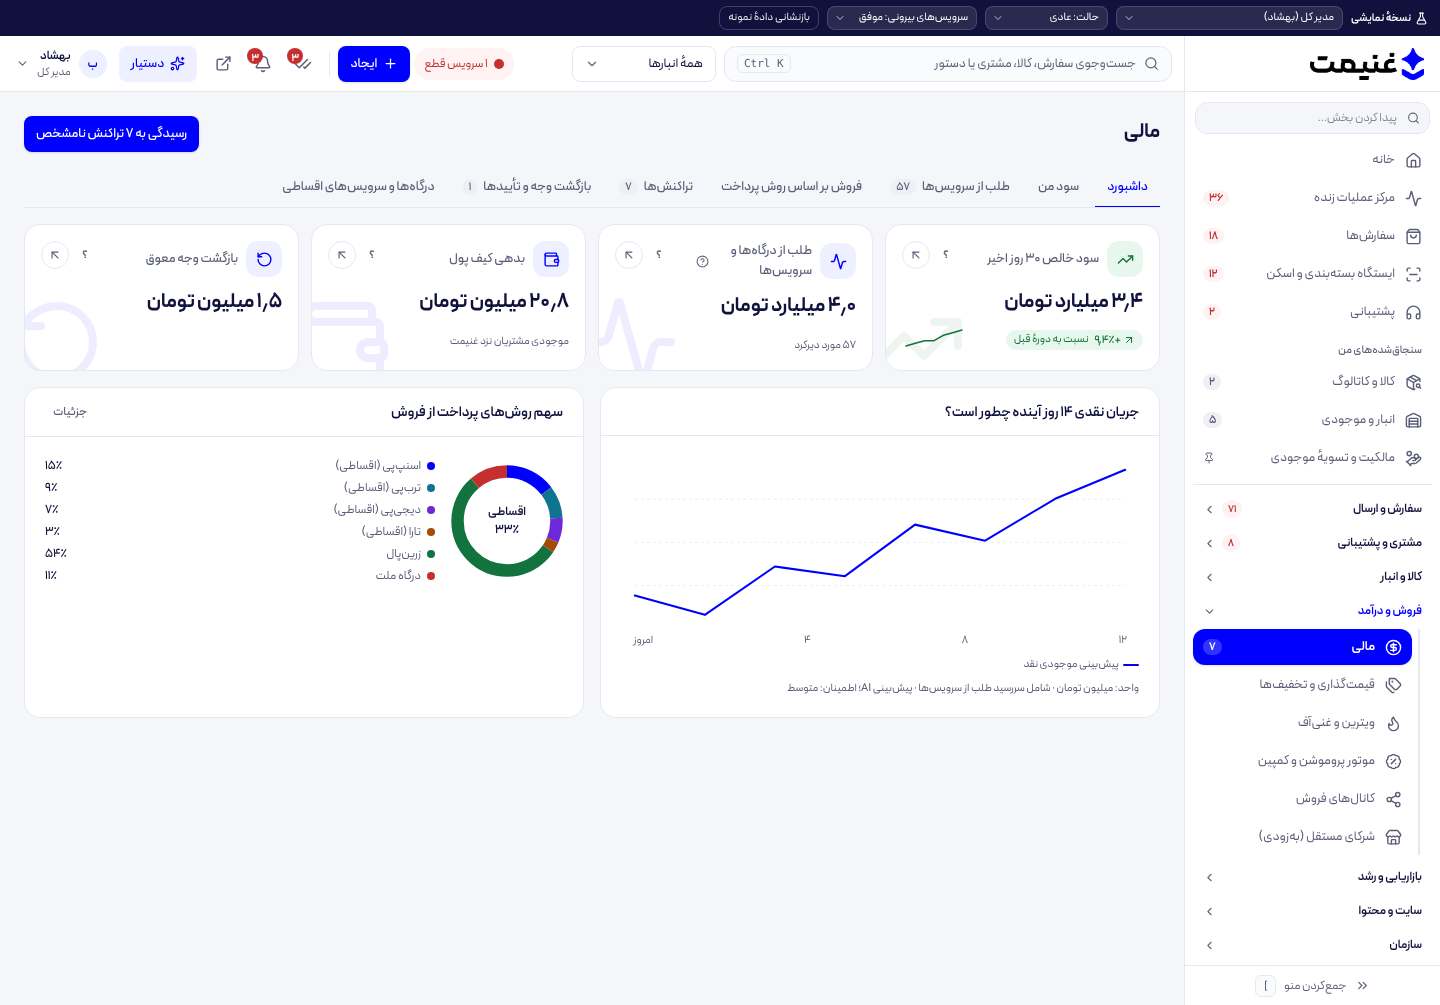 نسخهٔ نمایشی
مدیر کل (بهشاد)
حالت: عادی
سرویس‌های بیرونی: موفق
بازنشانی دادهٔ نمونه
غنیمت
جست‌وجوی سفارش، کالا، مشتری یا دستور
Ctrl K
همهٔ انبارها
۱ سرویس قطع
ایجاد
۳
۳
دستیار
ب
بهشاد
مدیر کل
پیدا کردن بخش...
خانه
مرکز عملیات زنده ۳۶
سفارش‌ها ۱۸
ایستگاه بسته‌بندی و اسکن ۱۲
پشتیبانی ۲
سنجاق‌شده‌های من
کالا و کاتالوگ ۲
انبار و موجودی ۵
مالکیت و تسویهٔ موجودی
سفارش و ارسال ۷۱
مشتری و پشتیبانی ۸
کالا و انبار
فروش و درآمد
مالی ۷
قیمت‌گذاری و تخفیف‌ها
ویترین و غنی‌آف
موتور پروموشن و کمپین
کانال‌های فروش
شرکای مستقل (به‌زودی)
بازاریابی و رشد
سایت و محتوا
سازمان
جمع‌کردن منو [
مالی
رسیدگی به ۷ تراکنش نامشخص
داشبورد
سود من
طلب از سرویس‌ها ۵۷
فروش بر اساس روش پرداخت
تراکنش‌ها ۷
بازگشت وجه و تأییدها ۱
درگاه‌ها و سرویس‌های اقساطی
سود خالص ۳۰ روز اخیر ؟
۳٫۴ میلیارد تومان
+۹٫۴٪ نسبت به دورهٔ قبل
طلب از درگاه‌ها و
سرویس‌ها ؟
۴٫۰ میلیارد تومان
۵۷ مورد دیرکرد
بدهی کیف پول ؟
۲۰٫۸ میلیون تومان
موجودی مشتریان نزد غنیمت
بازگشت وجه معوق ؟
۱٫۵ میلیون تومان
جریان نقدی ۱۴ روز آینده چطور است؟
امروز
۴
۸
۱۲
پیش‌بینی موجودی نقد
واحد: میلیون تومان · شامل سررسید طلب از سرویس‌ها · پیش‌بینی AI؛ اطمینان: متوسط
سهم روش‌های پرداخت از فروش
جزئیات
اقساطی
۳۳٪
اسنپ‌پی (اقساطی) ۱۵٪
ترب‌پی (اقساطی) ۹٪
دیجی‌پی (اقساطی) ۷٪
تارا (اقساطی) ۳٪
زرین‌پال ۵۴٪
درگاه ملت ۱۱٪